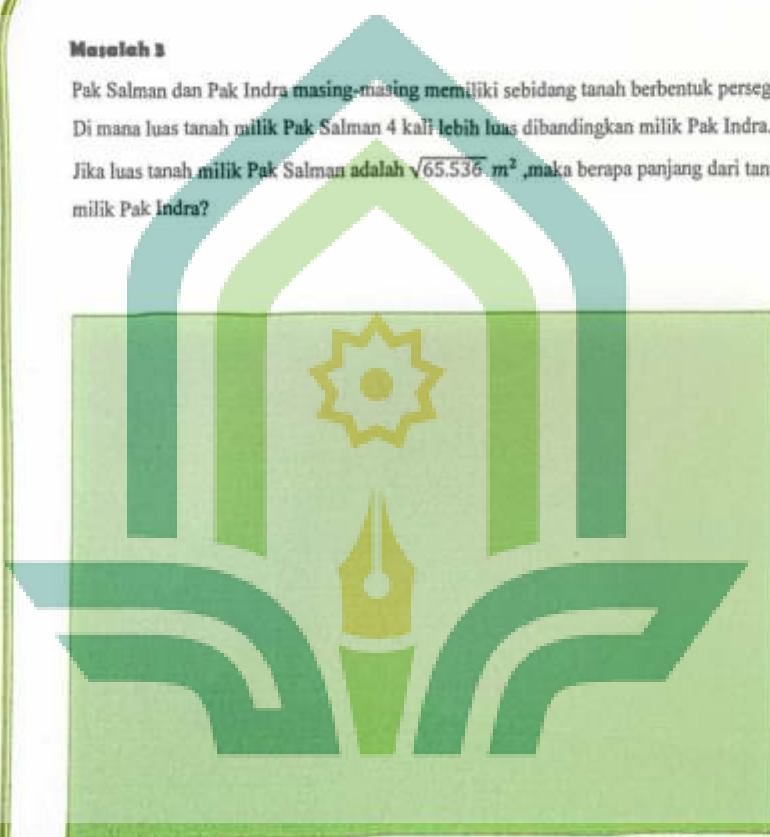 Masalah 3
Pak Salman dan Pak Indra masing-masing memiliki sebidang tanah berbentuk perseg
Di mana luas tanah milik Pak Salman 4 kali lebih luas dibandingkan milik Pak Indra.
Jika luas tanah milik Pak Salman adalah √65.536 m² ,maka berapa panjang dari tan
milik Pak Indra?